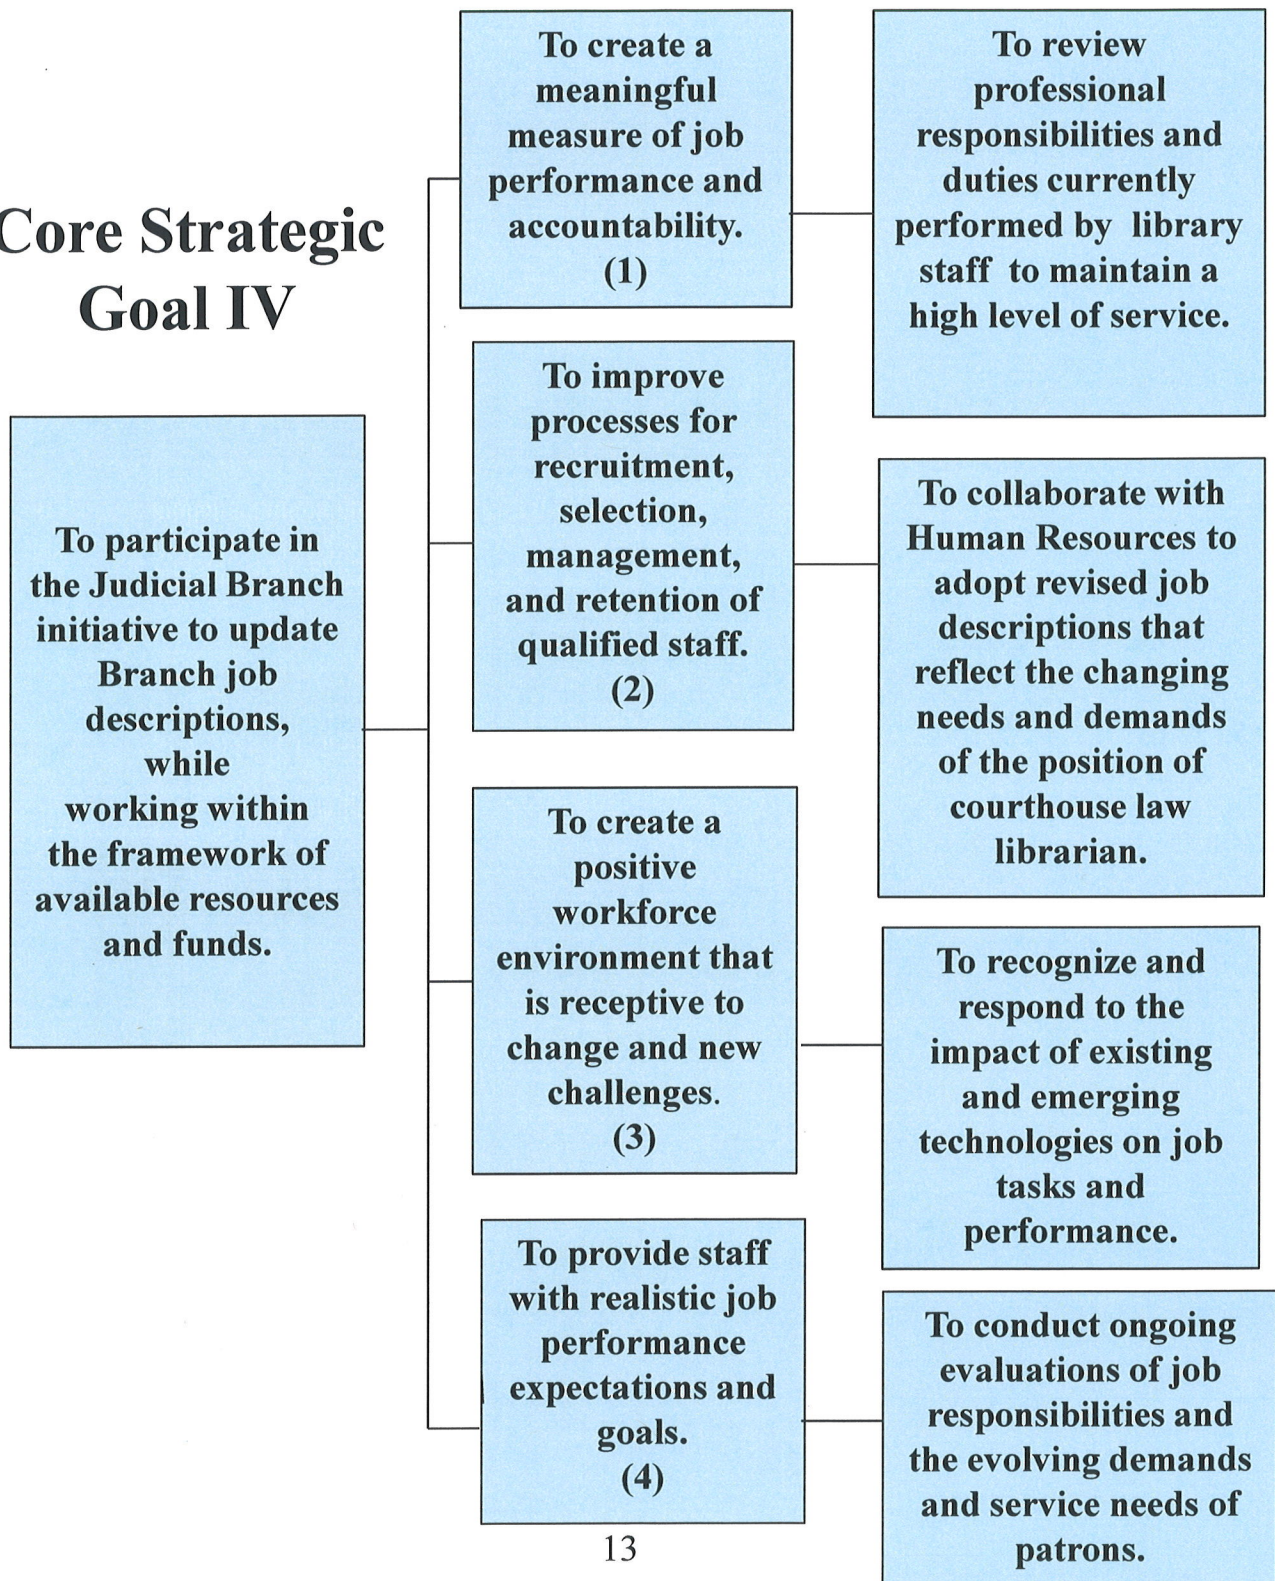 Core Strategic
Goal IV
To participate in
the Judicial Branch
initiative to update
Branch job
descriptions,
while
working within
the framework of
available resources
and funds.
To create a
meaningful
measure of job
performance and
accountability.
(1)
To review
professional
responsibilities and
duties currently
performed by library
staff to maintain a
high level of service.
To improve
processes for
recruitment,
selection,
management,
and retention of
qualified staff.
(2)
To collaborate with
Human Resources to
adopt revised job
descriptions that
reflect the changing
needs and demands
of the position of
courthouse law
librarian.
To create a
positive
workforce
environment that
is receptive to
change and new
challenges.
(3)
To recognize and
respond to the
impact of existing
and emerging
technologies on job
tasks and
performance.
To provide staff
with realistic job
performance
expectations and
goals.
(4)
To conduct ongoing
evaluations of job
responsibilities and
the evolving demands
and service needs of
patrons.
13